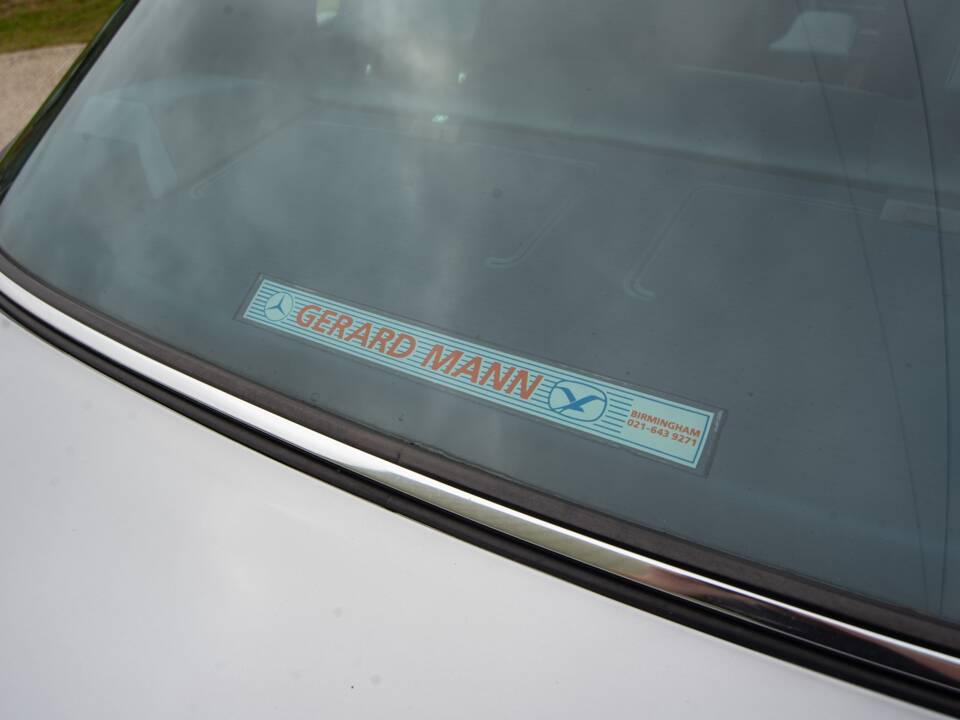 GERARD MANN
BIRMINGHAM
021-643 9271